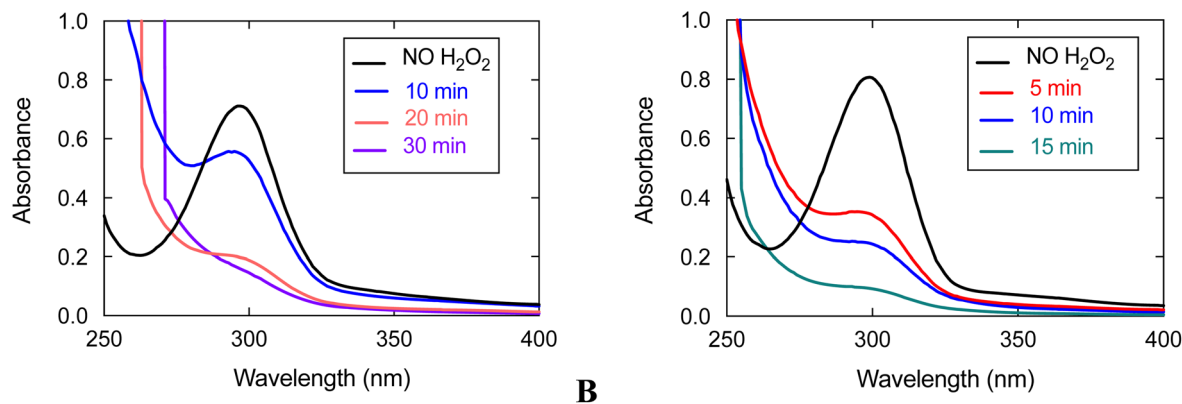 1.0
0.8
0.6
0.4
0.2
0.0
Absorbance
250
300
350
400
Wavelength (nm)
NO H₂O₂
10 min
20 min
30 min
B
1.0
0.8
0.6
0.4
0.2
0.0
Absorbance
250
300
350
400
Wavelength (nm)
NO H₂O₂
5 min
10 min
15 min